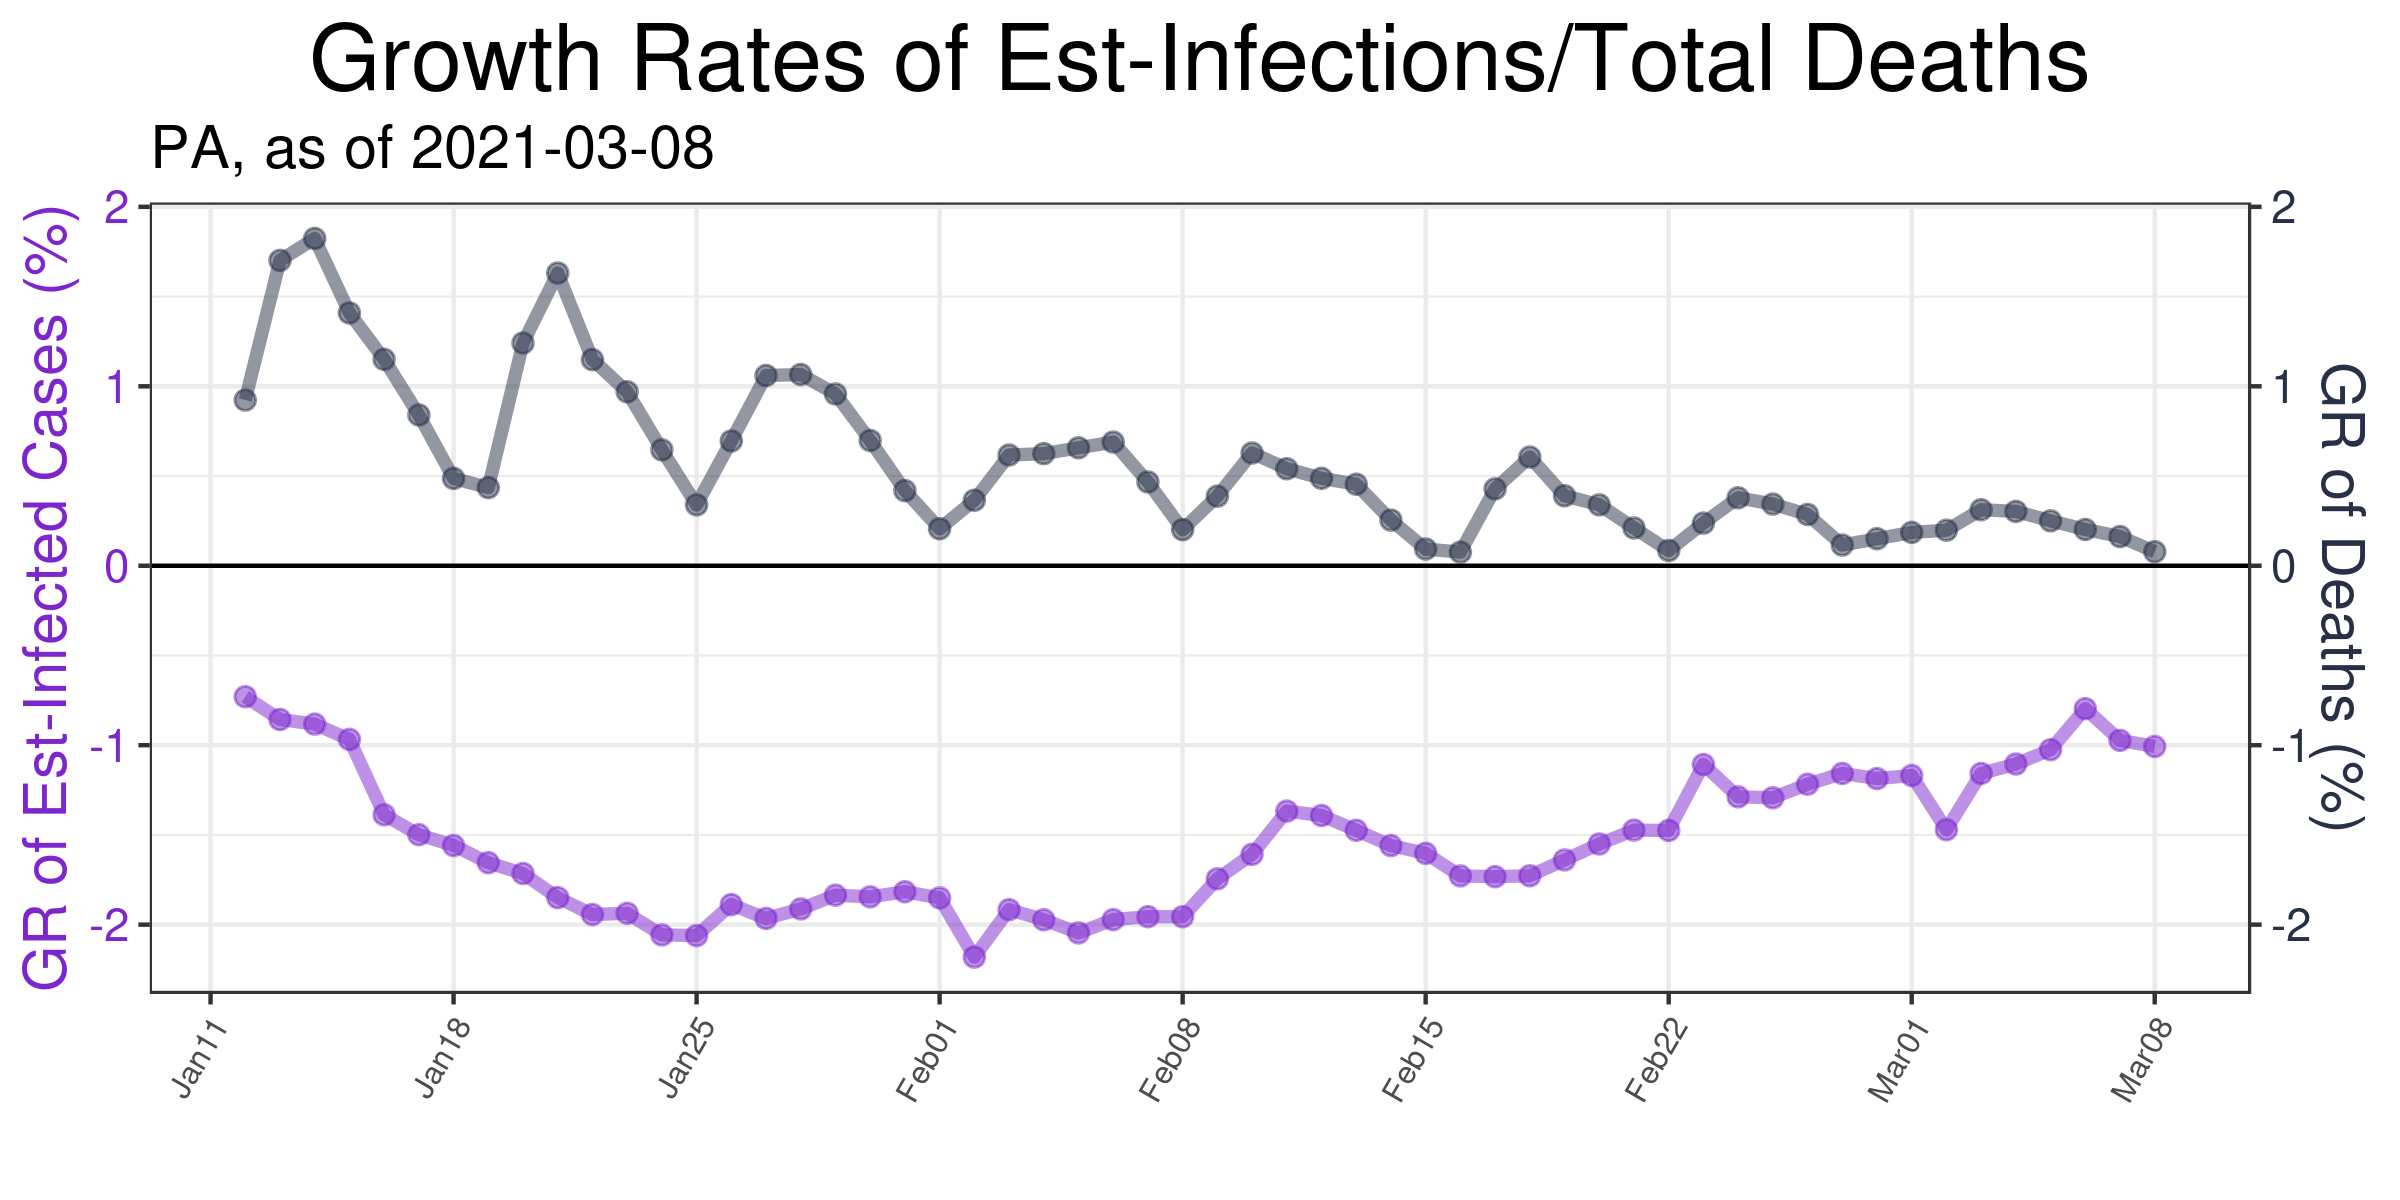 Growth Rates of Est-Infections/Total Deaths
PA, as of 2021-03-08
GR of Est-Infected Cases (%)
2
1
0
-1
-2
2
1
0
-1
-2
GR of Deaths (%)
Jan11
Jan18
Jan25
Feb01
Feb08
Feb15
Feb22
Mar01
Mar08